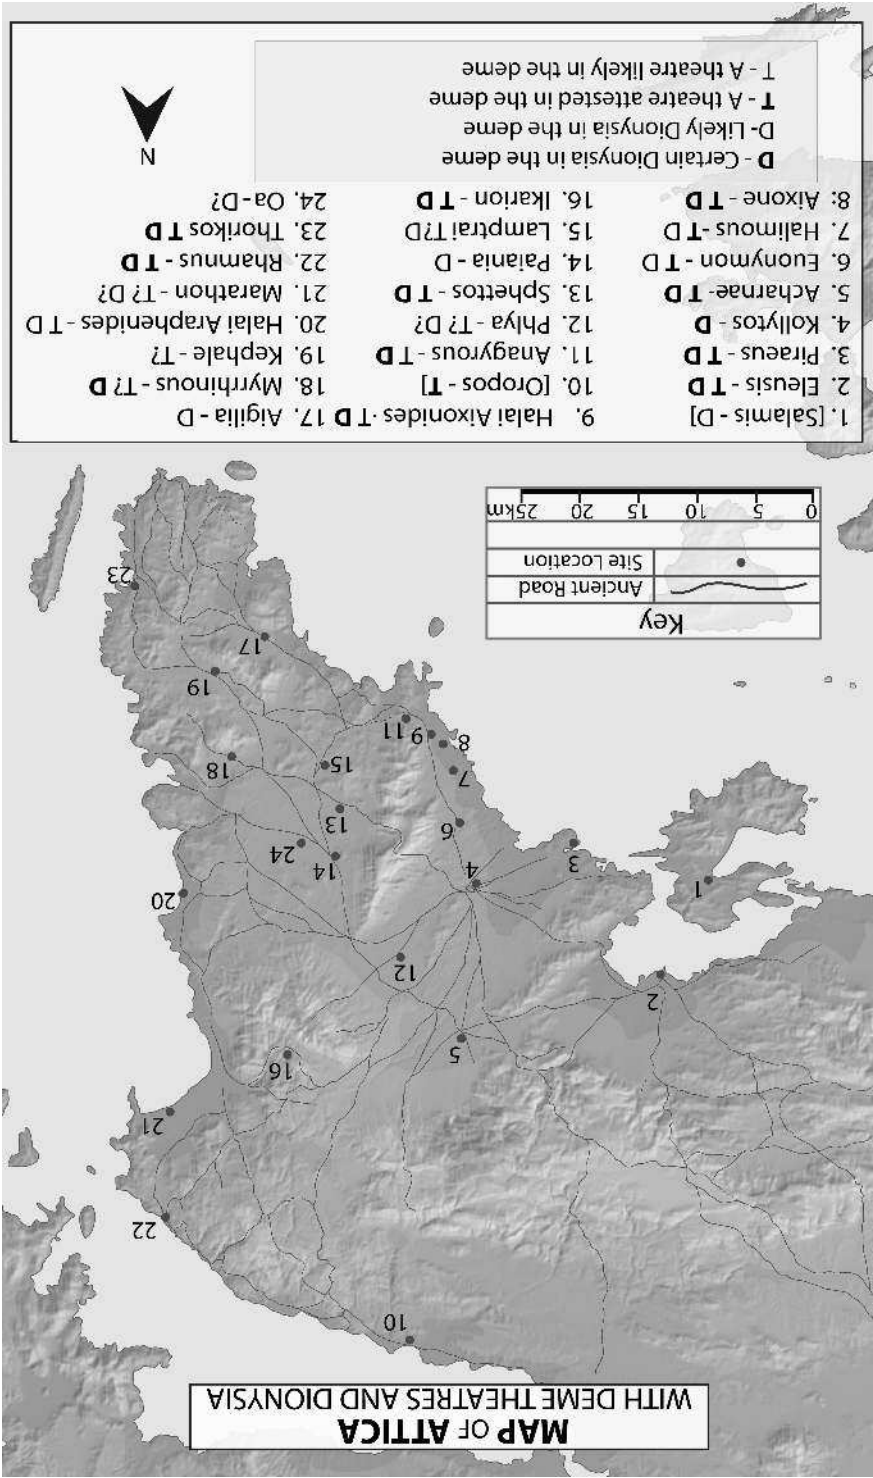 MAP OF ATTICA
WITH DEME THEATRES AND DIONYSIA
10
22
21
16
5
2
12
20
1
4
14
24
3
13
6
15
7
18
8
9
11
19
17
23
Key
Ancient Road
Site Location
0 5 10 15 20 25km
1. [Salamis - D]
2. Eleusis - T D
3. Piraeus - T D
4. Kollytos - D
5. Acharnae- T D
6. Euonymon - T D
7. Halimous -T D
8: Aixone - T D
9. Halai Aixonides -T D
10. [Oropos - T]
11. Anagyrous -T D
12. Phlya - T? D?
13. Sphettos - T D
14. Paiania - D
15. Lamptrai T?D
16. Ikarion - T D
17. Aigilia - D
18. Myrrhinous - T? D
19. Kephale - T?
20. Halai Araphenides - T D
21. Marathon - T? D?
22. Rhamnus - T D
23. Thorikos T D
24. Oa - D?
D - Certain Dionysia in the deme
D- Likely Dionysia in the deme
T - A theatre attested in the deme
T - A theatre likely in the deme
N